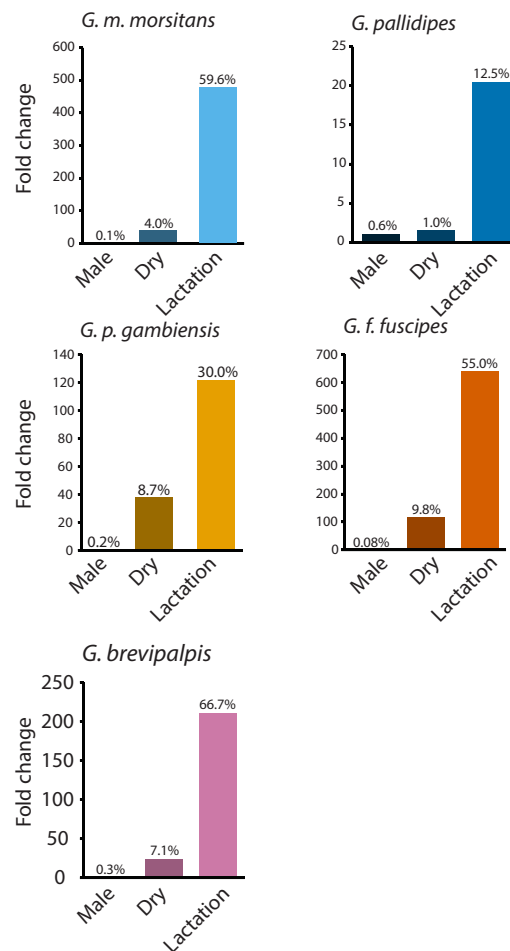 G. m. morsitans
Fold change
600
500
400
300
200
100
0
0.1%
4.0%
59.6%
Male
Dry
Lactation
G. pallidipes
25
20
15
10
5
0
0.6%
1.0%
12.5%
Male
Dry
Lactation
G. p. gambiensis
Fold change
140
120
100
80
60
40
20
0
0.2%
8.7%
30.0%
Male
Dry
Lactation
G. f. fuscipes
700
600
500
400
300
200
100
0
0.08%
9.8%
55.0%
Male
Dry
Lactation
G. brevipalpis
Fold change
250
200
150
100
50
0
0.3%
7.1%
66.7%
Male
Dry
Lactation